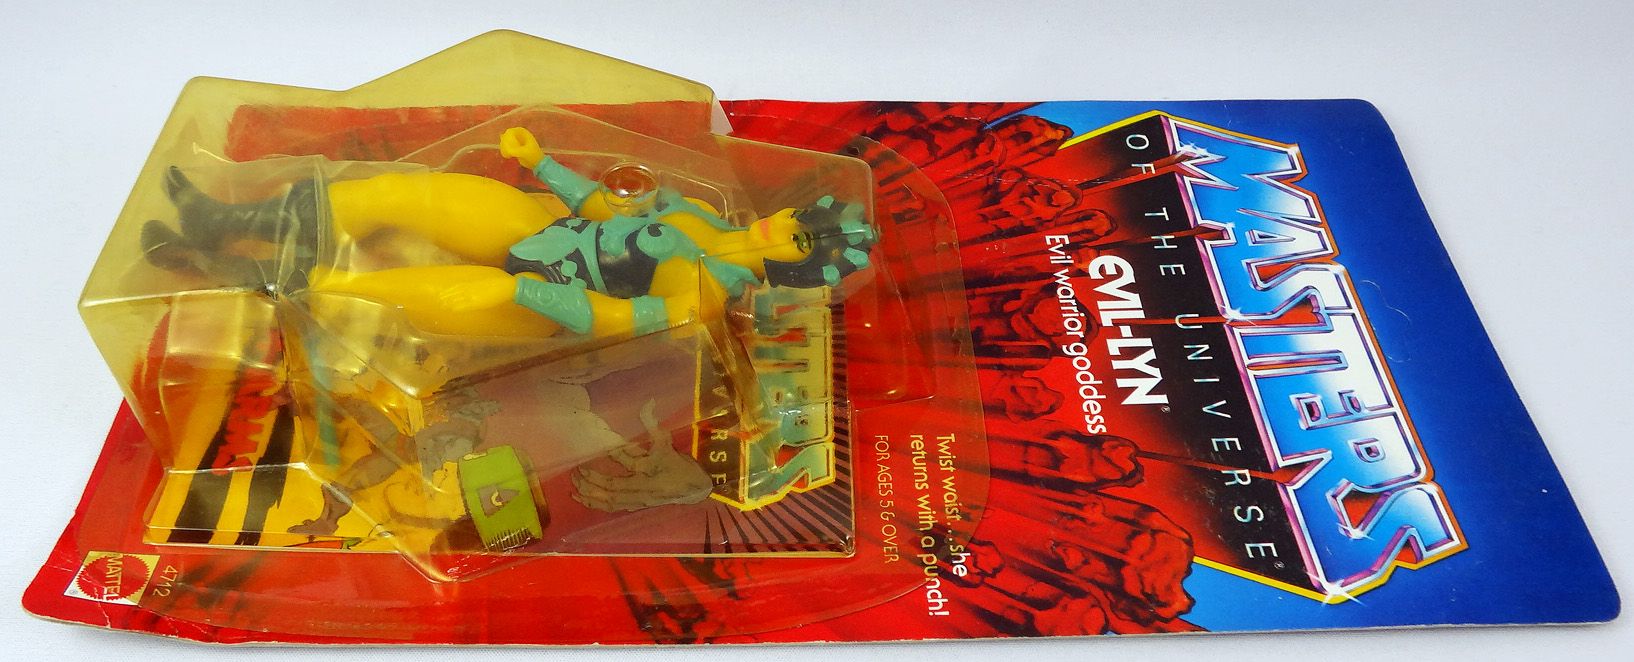 MASTERS
OF THE UNIVERSE®
EVIL-LYN®
Evil warrior goddess
Twist waist...she
returns with a punch!
FOR AGES 5 & OVER
4712
MATTEL